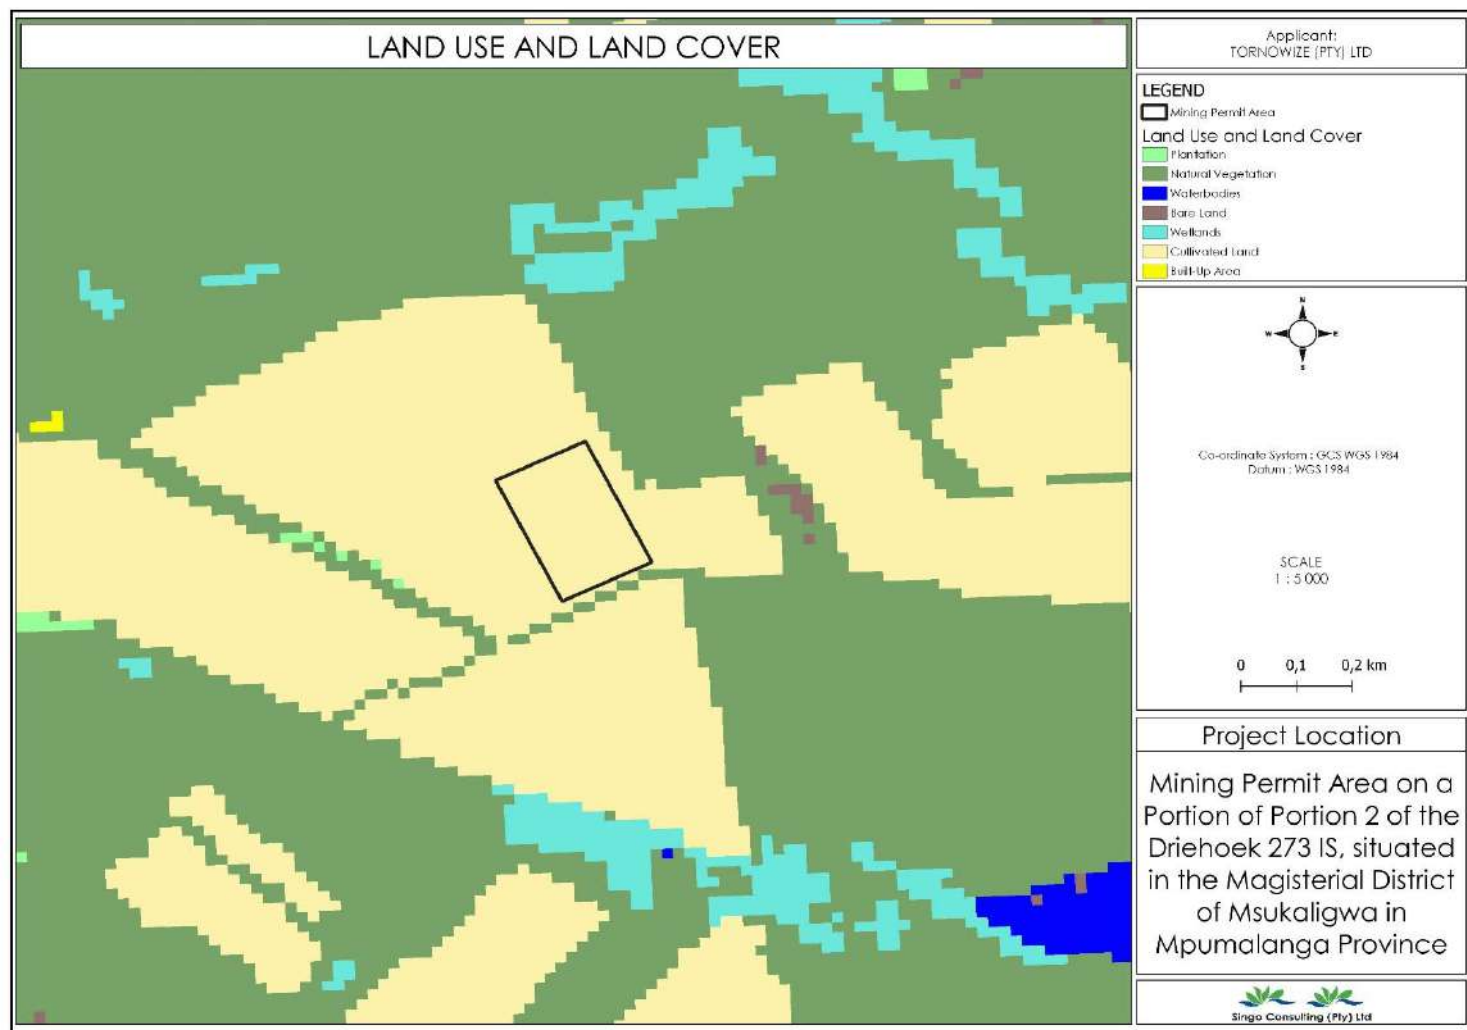 LAND USE AND LAND COVER
Applicant:
TORNOWIZE (PTY) LTD
LEGEND
Mining Permit Area
Land Use and Land Cover
Plantation
Natural Vegetation
Waterbodies
Bare Land
Wetlands
Cultivated Land
Built-Up Area
N
W E
S
Co-ordinate System : GCS WGS 1984
Datum : WGS 1984
SCALE
1 : 5 000
0 0,1 0,2 km
Project Location
Mining Permit Area on a
Portion of Portion 2 of the
Driehoek 273 IS, situated
in the Magisterial District
of Msukaligwa in
Mpumalanga Province
Singo Consulting (Pty) Ltd